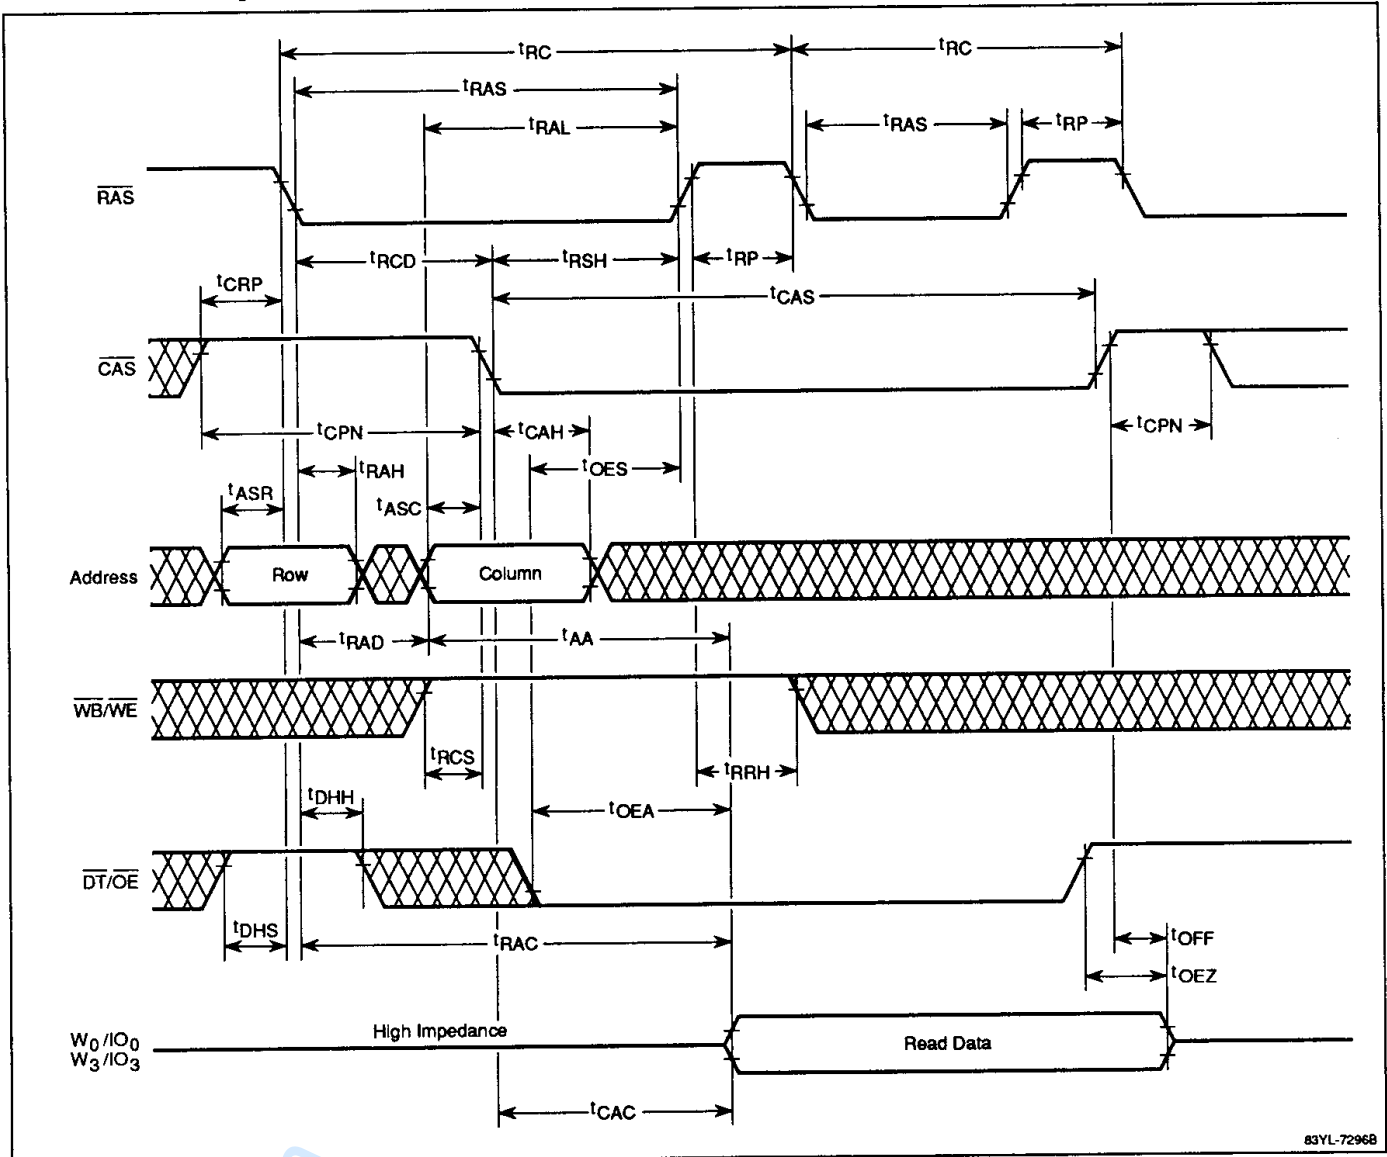 tRC
tRC
tRAS
tRAL
tRAS
tRP
RAS
tRCD
tRSH
tRP
tCRP
tCAS
CAS
tCPN
tCAH
tCPN
tRAH
tOES
tASR
tASC
Address
Row
Column
tRAD
tAA
WB/WE
tRCS
tRRH
tDHH
tOEA
DT/OE
tDHS
tRAC
tOFF
tOEZ
W0/IO0
W3/IO3
High Impedance
Read Data
tCAC
83YL-7296B